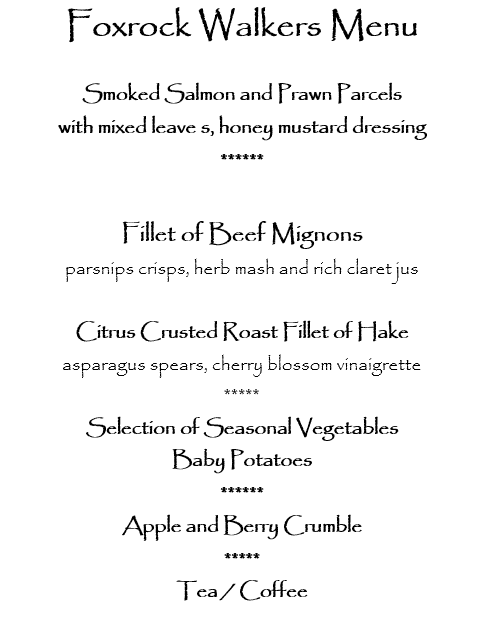 Foxrock Walkers Menu
Smoked Salmon and Prawn Parcels
with mixed leave s, honey mustard dressing
******
Fillet of Beef Mignons
parsnips crisps, herb mash and rich claret jus
Citrus Crusted Roast Fillet of Hake
asparagus spears, cherry blossom vinaigrette
*****
Selection of Seasonal Vegetables
Baby Potatoes
******
Apple and Berry Crumble
*****
Tea / Coffee